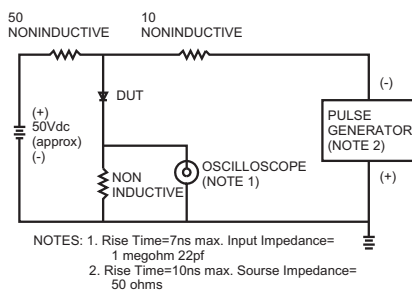 50
NONINDUCTIVE
10
NONINDUCTIVE
DUT
(+)
50Vdc
(approx)
(-)
(-)
PULSE
GENERATOR
(NOTE 2)
(+)
OSCILLOSCOPE
(NOTE 1)
NON
INDUCTIVE
NOTES: 1. Rise Time=7ns max. Input Impedance=
1 megohm 22pf
2. Rise Time=10ns max. Sourse Impedance=
50 ohms